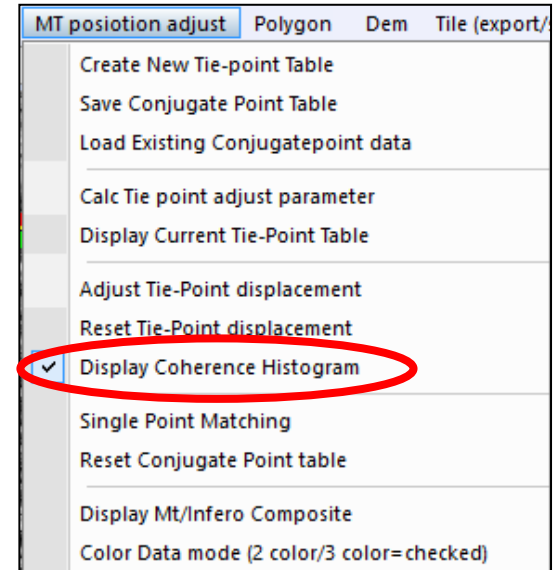 MT posiotion adjust Polygon Dem Tile (export/
Create New Tie-point Table
Save Conjugate Point Table
Load Existing Conjugatepoint data
Calc Tie point adjust parameter
Display Current Tie-Point Table
Adjust Tie-Point displacement
Reset Tie-Point displacement
Display Coherence Histogram
Single Point Matching
Reset Conjugate Point table
Display Mt/Infero Composite
Color Data mode (2 color/3 color=checked)